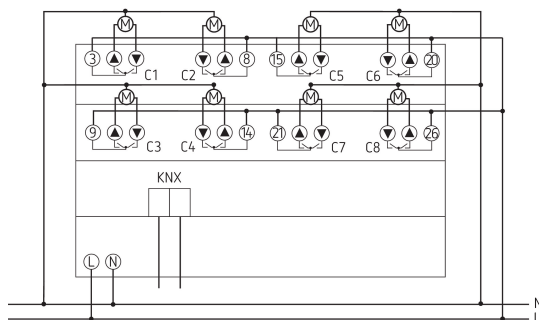 M M M M
3 8 15 20
C1 C2 C5 C6
M M M M
9 14 21 26
C3 C4 C7 C8
KNX
L N
N
L